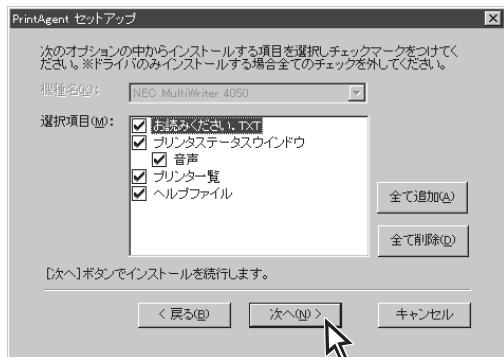 PrintAgent セットアップ
次のオプションの中からインストールする項目を選択しチェックマークをつけてく
ださい。※ドライバのみインストールする場合全てのチェックを外してください。
機種名(K):
NEC MultiWriter 4050
選択項目(M):
お読みください.TXT
プリンタステータスウインドウ
音声
プリンタ一覧
ヘルプファイル
全て追加(A)
全て削除(D)
[次へ]ボタンでインストールを続行します。
< 戻る(B)
次へ(N) >
キャンセル